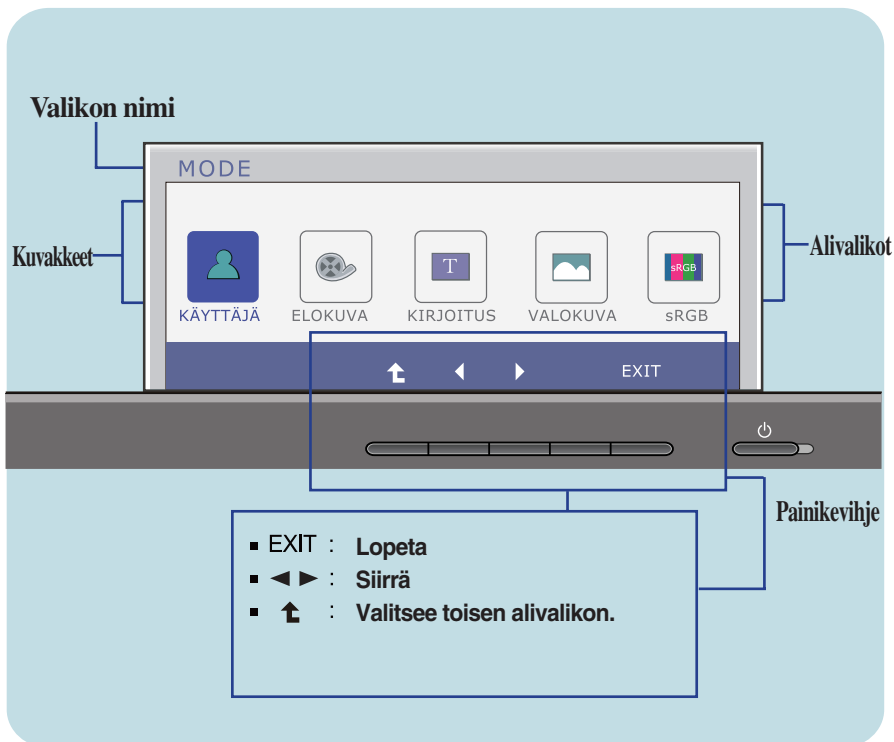 Valikon nimi
MODE
Kuvakkeet
Alivalikot
T
sRGB
KÄYTTÄJÄ ELOKUVA KIRJOITUS VALOKUVA sRGB
EXIT
Painikevihje
EXIT : Lopeta
◄ ► : Siirrä
: Valitsee toisen alivalikon.